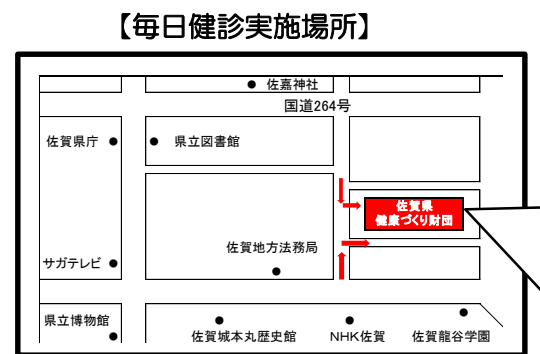 【毎日健診実施場所】
佐嘉神社
国道264号
佐賀県庁
県立図書館
佐賀県
健康づくり財団
佐賀地方法務局
サガテレビ
県立博物館
佐賀城本丸歴史館
NHK佐賀
佐賀龍谷学園